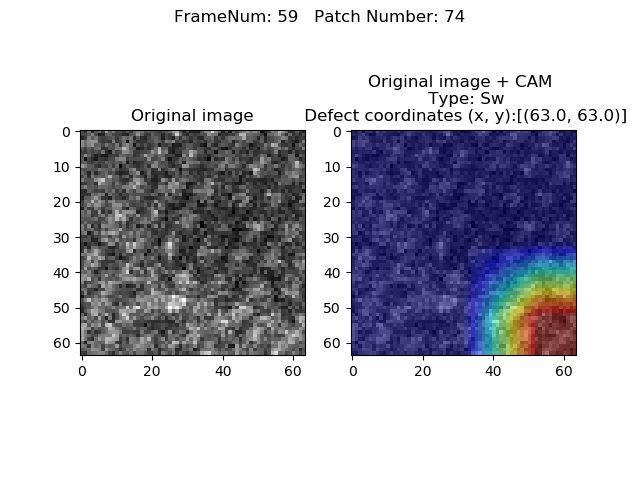 FrameNum: 59   Patch Number: 74
Original image
0
10
20
30
40
50
60
0 20 40 60
Original image + CAM
Type: Sw
Defect coordinates (x, y):[(63.0, 63.0)]
0
10
20
30
40
50
60
0 20 40 60